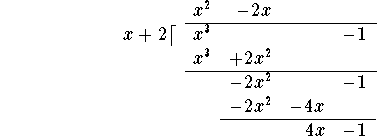 x² −2x
x + 2 ⌈ x³ −1
x³ +2x²
−2x² −1
−2x² −4x
4x −1